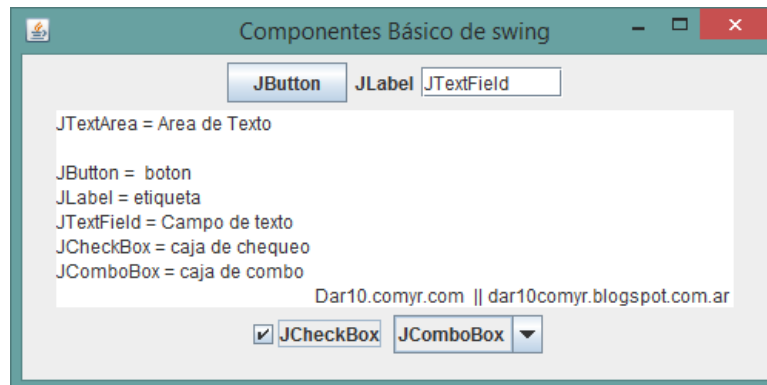 Componentes Básico de swing
JButton JLabel JTextField
JTextArea = Area de Texto
JButton = boton
JLabel = etiqueta
JTextField = Campo de texto
JCheckBox = caja de chequeo
JComboBox = caja de combo
Dar10.comyr.com || dar10comyr.blogspot.com.ar
JCheckBox JComboBox